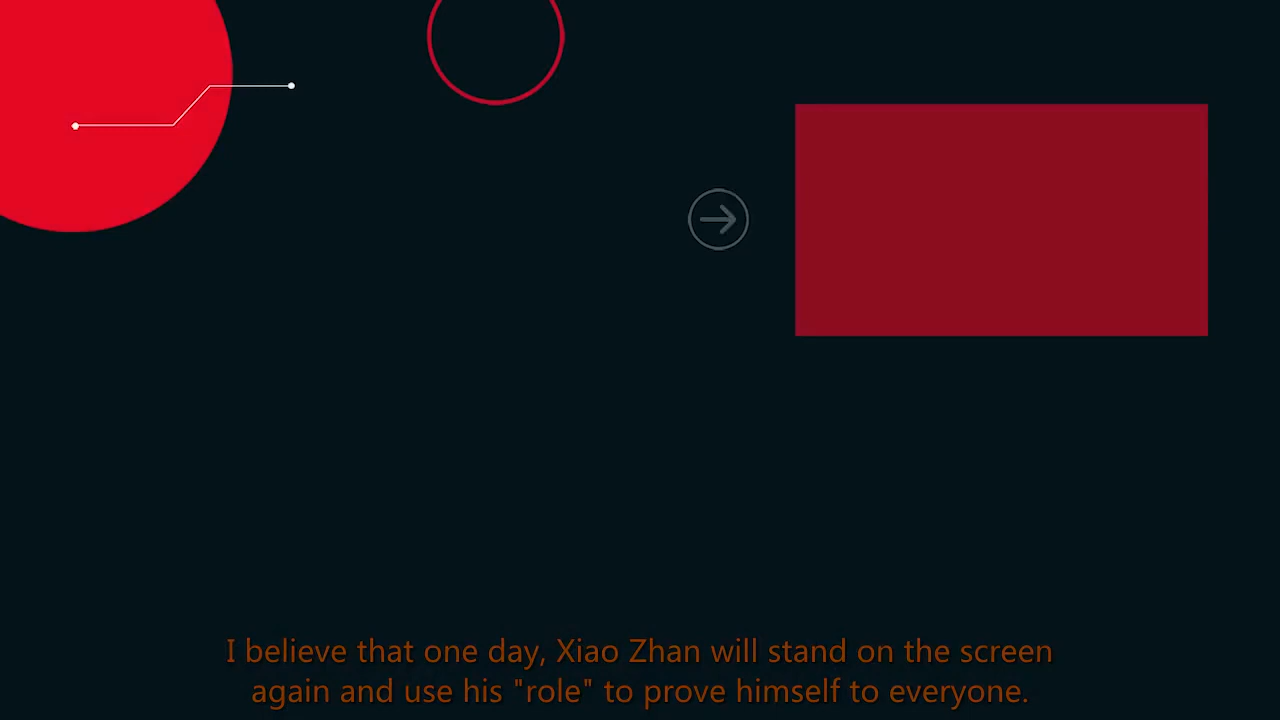 I believe that one day, Xiao Zhan will stand on the screen
again and use his "role" to prove himself to everyone.